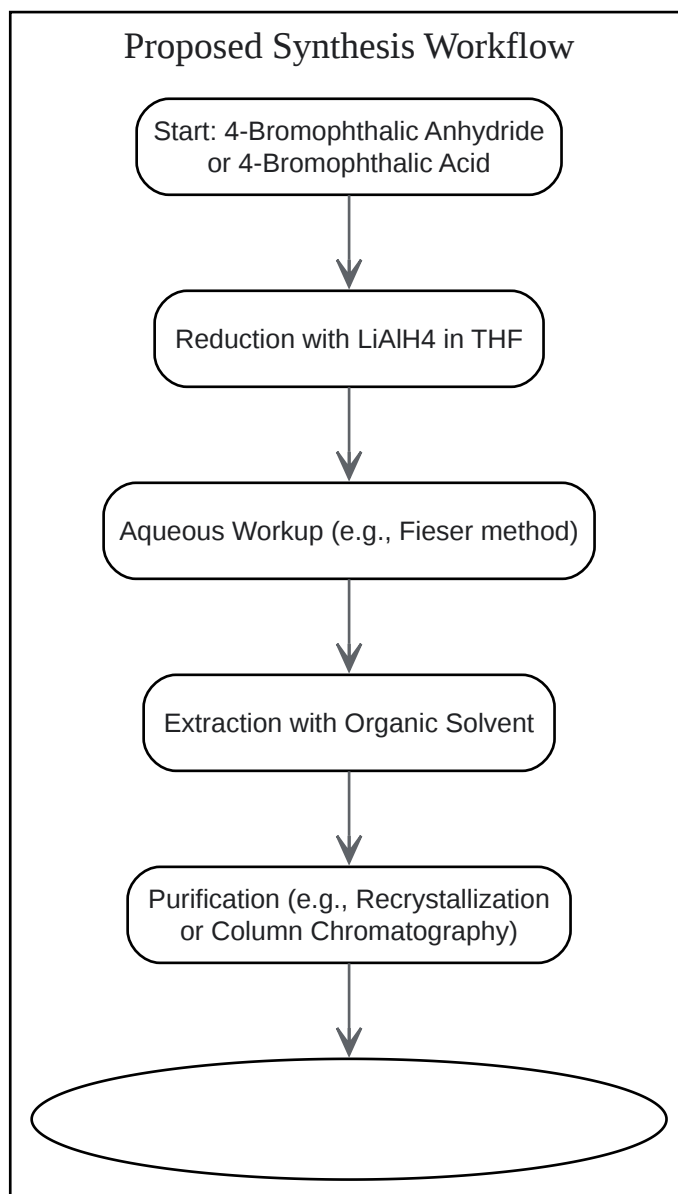 Proposed Synthesis Workflow
Start: 4-Bromophthalic Anhydride
or 4-Bromophthalic Acid
Reduction with LiAlH4 in THF
Aqueous Workup (e.g., Fieser method)
Extraction with Organic Solvent
Purification (e.g., Recrystallization
or Column Chromatography)